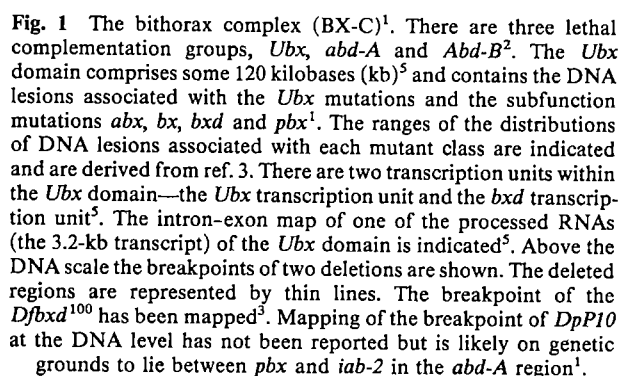 Fig. 1 The bithorax complex (BX-C)¹. There are three lethal
complementation groups, Ubx, abd-A and Abd-B². The Ubx
domain comprises some 120 kilobases (kb)⁵ and contains the DNA
lesions associated with the Ubx mutations and the subfunction
mutations abx, bx, bxd and pbx¹. The ranges of the distributions
of DNA lesions associated with each mutant class are indicated
and are derived from ref. 3. There are two transcription units within
the Ubx domain—the Ubx transcription unit and the bxd transcrip-
tion unit⁵. The intron-exon map of one of the processed RNAs
(the 3.2-kb transcript) of the Ubx domain is indicated⁵. Above the
DNA scale the breakpoints of two deletions are shown. The deleted
regions are represented by thin lines. The breakpoint of the
Dfbxd¹⁰⁰ has been mapped³. Mapping of the breakpoint of DpP10
at the DNA level has not been reported but is likely on genetic
grounds to lie between pbx and iab-2 in the abd-A region¹.